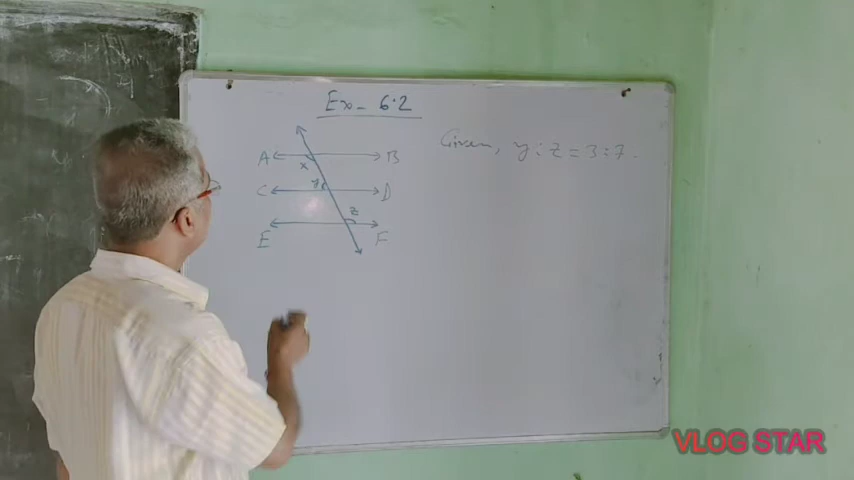 Ex- 6.2
Given, y : z = 3 : 7.
A B
x
C y D
z
E F
VLOG STAR